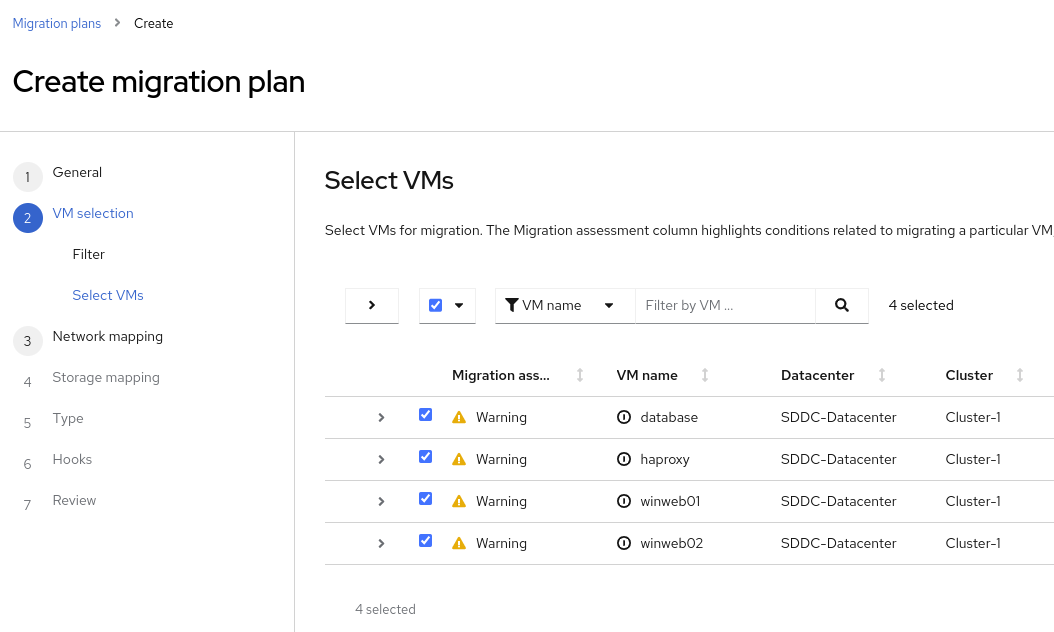 Migration plans > Create
Create migration plan
1 General
2 VM selection
Filter
Select VMs
3 Network mapping
4 Storage mapping
5 Type
6 Hooks
7 Review
Select VMs
Select VMs for migration. The Migration assessment column highlights conditions related to migrating a particular VM
VM name Filter by VM ... 4 selected
Migration ass... VM name Datacenter Cluster
Warning database SDDC-Datacenter Cluster-1
Warning haproxy SDDC-Datacenter Cluster-1
Warning winweb01 SDDC-Datacenter Cluster-1
Warning winweb02 SDDC-Datacenter Cluster-1
4 selected